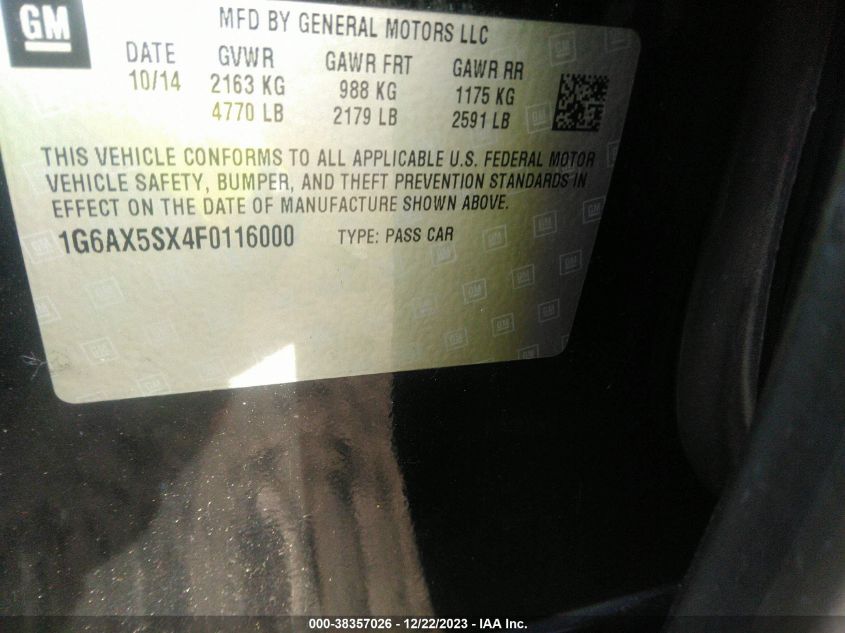 GM
MFD BY GENERAL MOTORS LLC
DATE GVWR GAWR FRT GAWR RR
10/14 2163 KG 988 KG 1175 KG
4770 LB 2179 LB 2591 LB
THIS VEHICLE CONFORMS TO ALL APPLICABLE U.S. FEDERAL MOTOR
VEHICLE SAFETY, BUMPER, AND THEFT PREVENTION STANDARDS IN
EFFECT ON THE DATE OF MANUFACTURE SHOWN ABOVE.
1G6AX5SX4F0116000 TYPE: PASS CAR
000-38357026 - 12/22/2023 - IAA Inc.